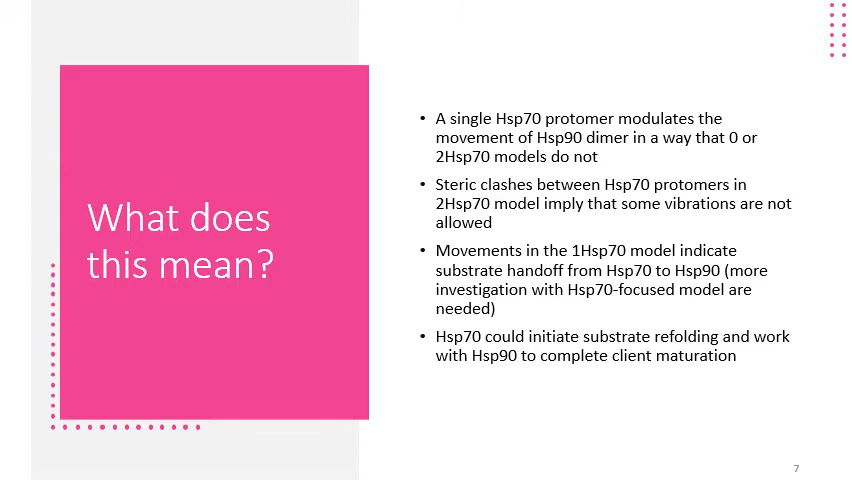 What does
this mean?
• A single Hsp70 protomer modulates the
movement of Hsp90 dimer in a way that 0 or
2Hsp70 models do not
• Steric clashes between Hsp70 protomers in
2Hsp70 model imply that some vibrations are not
allowed
• Movements in the 1Hsp70 model indicate
substrate handoff from Hsp70 to Hsp90 (more
investigation with Hsp70-focused model are
needed)
• Hsp70 could initiate substrate refolding and work
with Hsp90 to complete client maturation
7